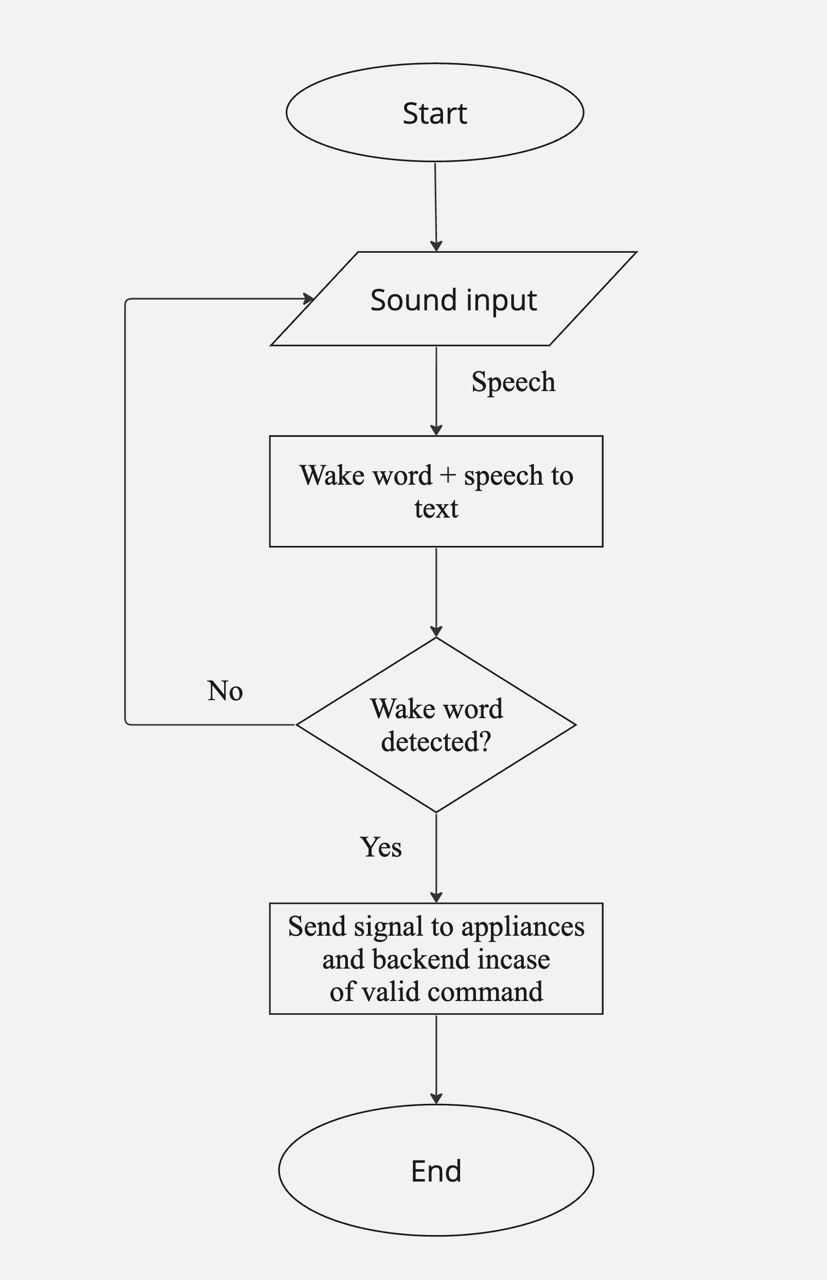 Start
Sound input
Speech
Wake word + speech to
text
Wake word
detected?
No
Yes
Send signal to appliances
and backend incase
of valid command
End